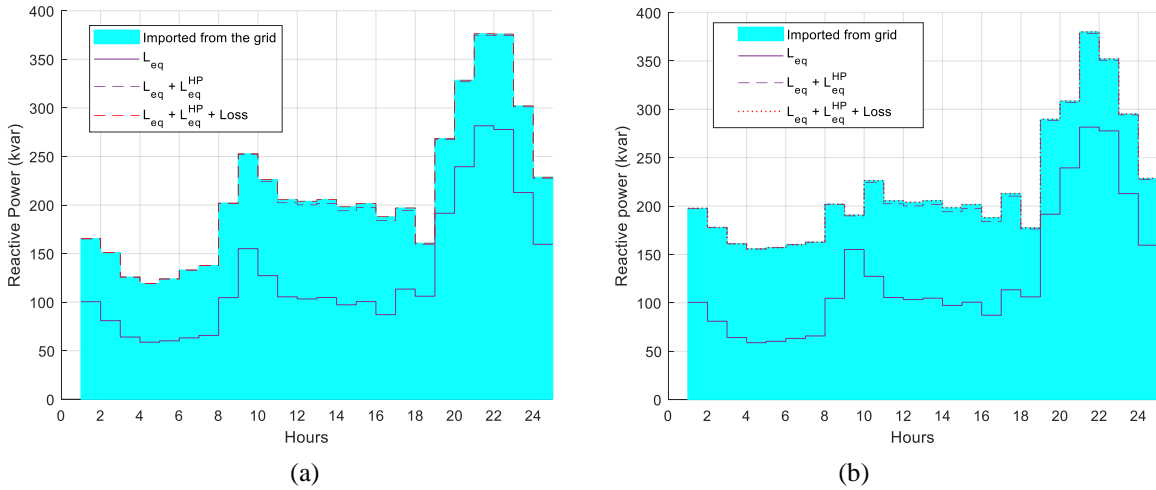 400
350
300
250
200
150
100
50
0
Reactive Power (kvar)
0 2 4 6 8 10 12 14 16 18 20 22 24
Hours
Imported from the grid
L_eq
L_eq + L_eq^HP
L_eq + L_eq^HP + Loss
(a)
400
350
300
250
200
150
100
50
0
Reactive power (kvar)
0 2 4 6 8 10 12 14 16 18 20 22 24
Hours
Imported from grid
L_eq
L_eq + L_eq^HP
L_eq + L_eq^HP + Loss
(b)